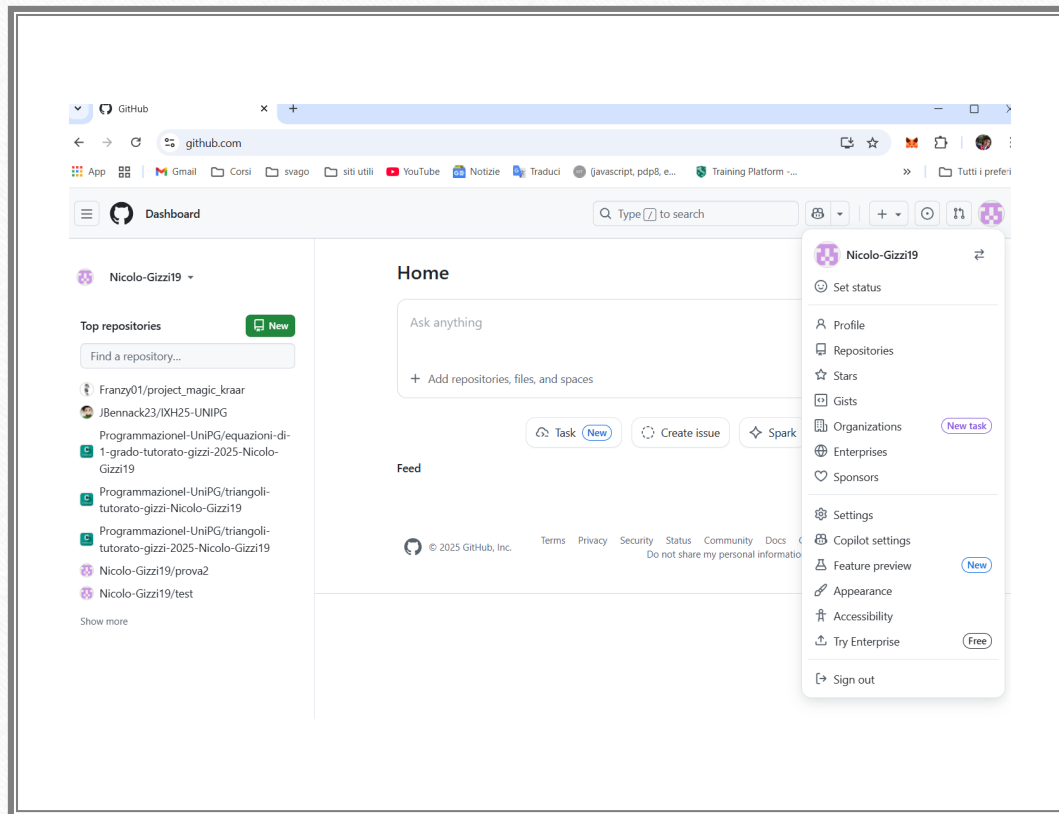 GitHub
github.com
App
Gmail
Corsi
svago
siti utili
YouTube
Notizie
Traduci
(javascript, pdp8, e...
Training Platform -...
»
Tutti i preferi
Dashboard
Type / to search
Nicolo-Gizzi19
Top repositories
New
Find a repository...
Franzy01/project_magic_kraar
JBennack23/IXH25-UNIPG
ProgrammazioneI-UniPG/equazioni-di-
1-grado-tutorato-gizzi-2025-Nicolo-
Gizzi19
ProgrammazioneI-UniPG/triangoli-
tutorato-gizzi-Nicolo-Gizzi19
ProgrammazioneI-UniPG/triangoli-
tutorato-gizzi-2025-Nicolo-Gizzi19
Nicolo-Gizzi19/prova2
Nicolo-Gizzi19/test
Show more
Home
Ask anything
+ Add repositories, files, and spaces
Task New
Create issue
Spark
Feed
© 2025 GitHub, Inc.
Terms Privacy Security Status Community Docs
Do not share my personal informatio
Nicolo-Gizzi19
Set status
Profile
Repositories
Stars
Gists
Organizations New task
Enterprises
Sponsors
Settings
Copilot settings
Feature preview New
Appearance
Accessibility
Try Enterprise Free
Sign out